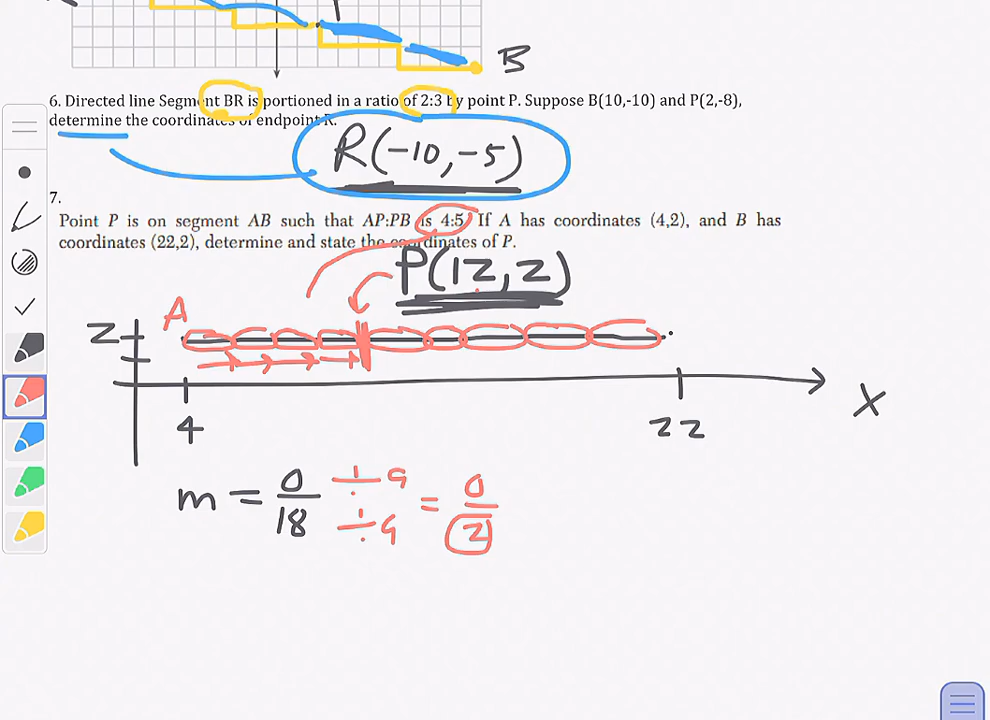 B
6. Directed line Segment BR is portioned in a ratio of 2:3 by point P. Suppose B(10,-10) and P(2,-8),
determine the coordinates of endpoint R.
R(-10,-5)
7.
Point P is on segment AB such that AP:PB is 4:5. If A has coordinates (4,2), and B has
coordinates (22,2), determine and state the coordinates of P.
P(12,2)
A
2
X
4 22
m = 0/18 ÷9/÷9 = 0/2